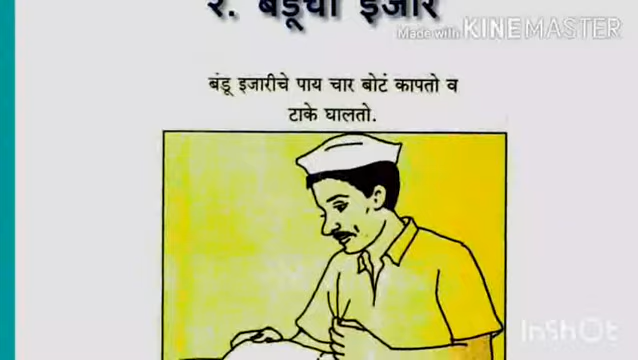 २. बंडूची इजार
Made with KINEMASTER
बंडू इजारीचे पाय चार बोटं कापतो व
टाके घालतो.
InShOt